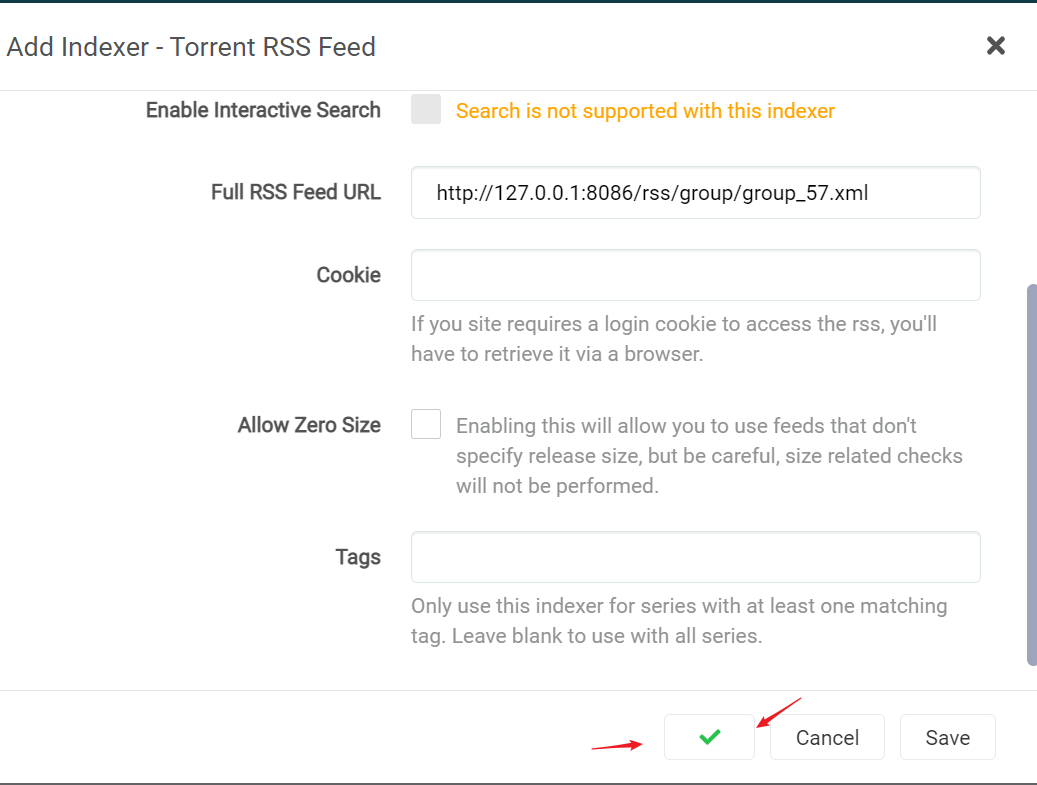 Add Indexer - Torrent RSS Feed
Enable Interactive Search
Search is not supported with this indexer
Full RSS Feed URL
http://127.0.0.1:8086/rss/group/group_57.xml
Cookie
If you site requires a login cookie to access the rss, you'll
have to retrieve it via a browser.
Allow Zero Size
Enabling this will allow you to use feeds that don't
specify release size, but be careful, size related checks
will not be performed.
Tags
Only use this indexer for series with at least one matching
tag. Leave blank to use with all series.
Cancel
Save